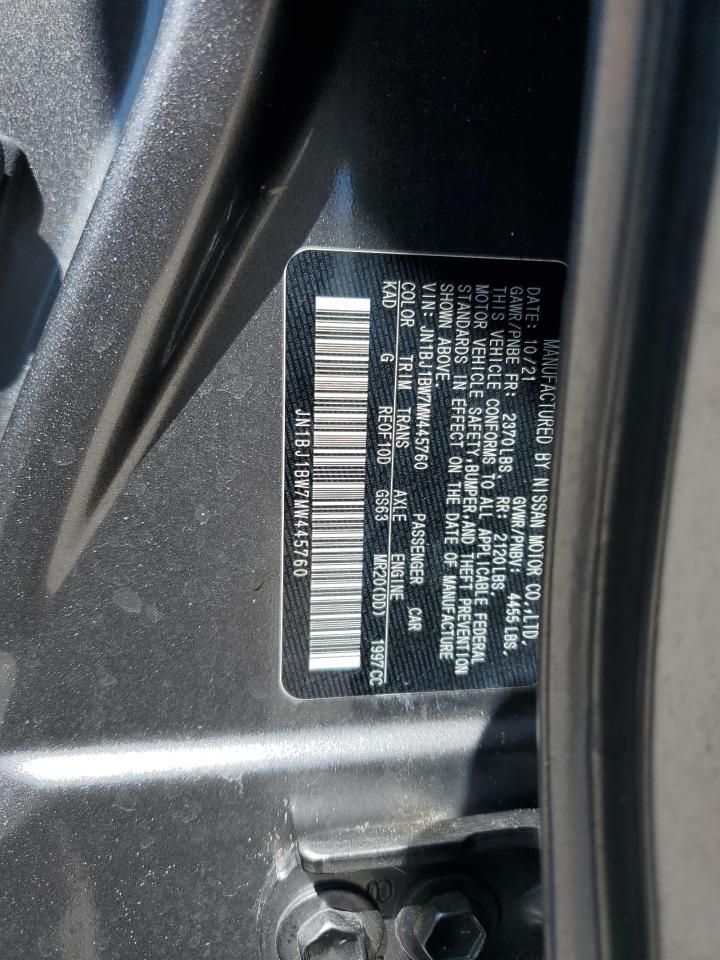 MANUFACTURED BY NISSAN MOTOR CO.,LTD.
DATE: 10/21 GVWR/PNBV: 4455 LBS.
GAWR/PNBE FR: 2370LBS. RR: 2120LBS.
THIS VEHICLE CONFORMS TO ALL APPLICABLE FEDERAL
MOTOR VEHICLE SAFETY,BUMPER,AND THEFT PREVENTION
STANDARDS IN EFFECT ON THE DATE OF MANUFACTURE
SHOWN ABOVE.
VIN: JN1BJ1BW7MW445760 PASSENGER CAR
COLOR TRIM TRANS AXLE ENGINE
KAD G RE0F10D GS63 MR20(DD) 1997CC
JN1BJ1BW7MW445760